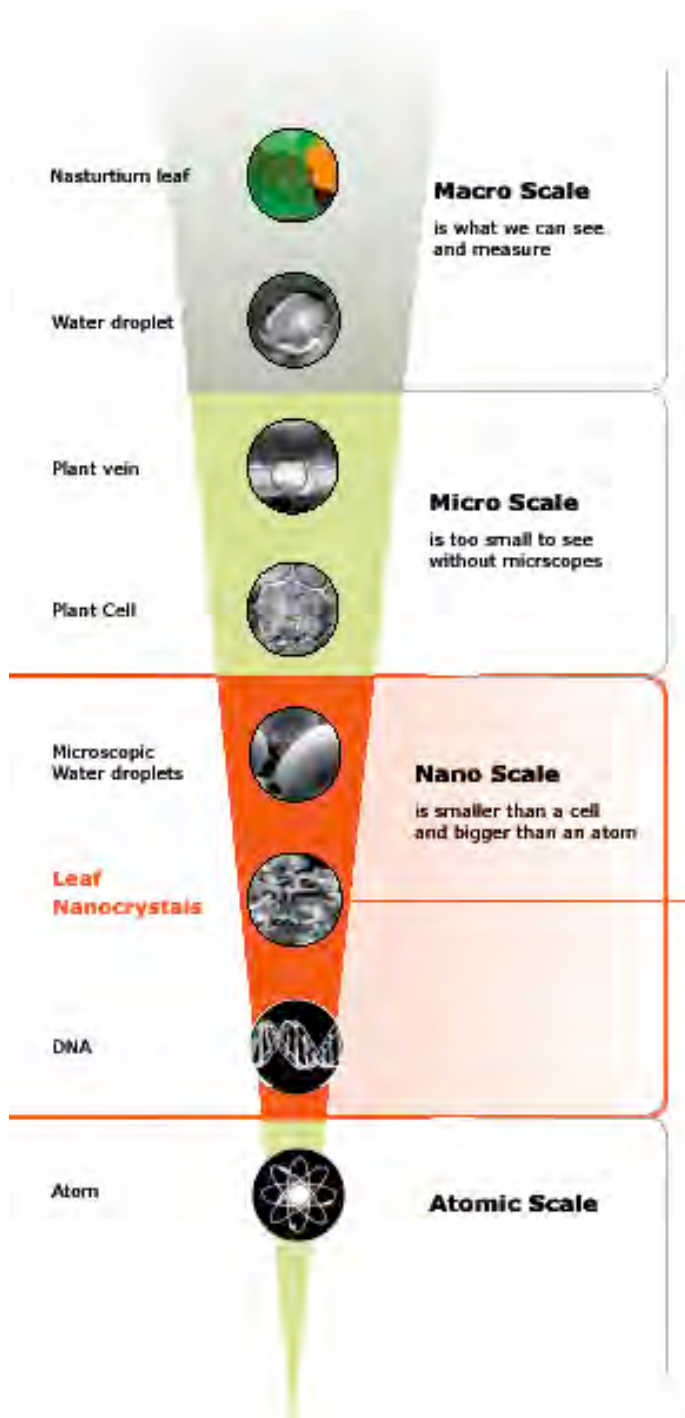 Nasturtium leaf
Macro Scale
is what we can see
and measure
Water droplet
Plant vein
Micro Scale
is too small to see
without micrscopes
Plant Cell
Microscopic
Water droplets
Nano Scale
is smaller than a cell
and bigger than an atom
Leaf
Nanocrystals
DNA
Atom
Atomic Scale